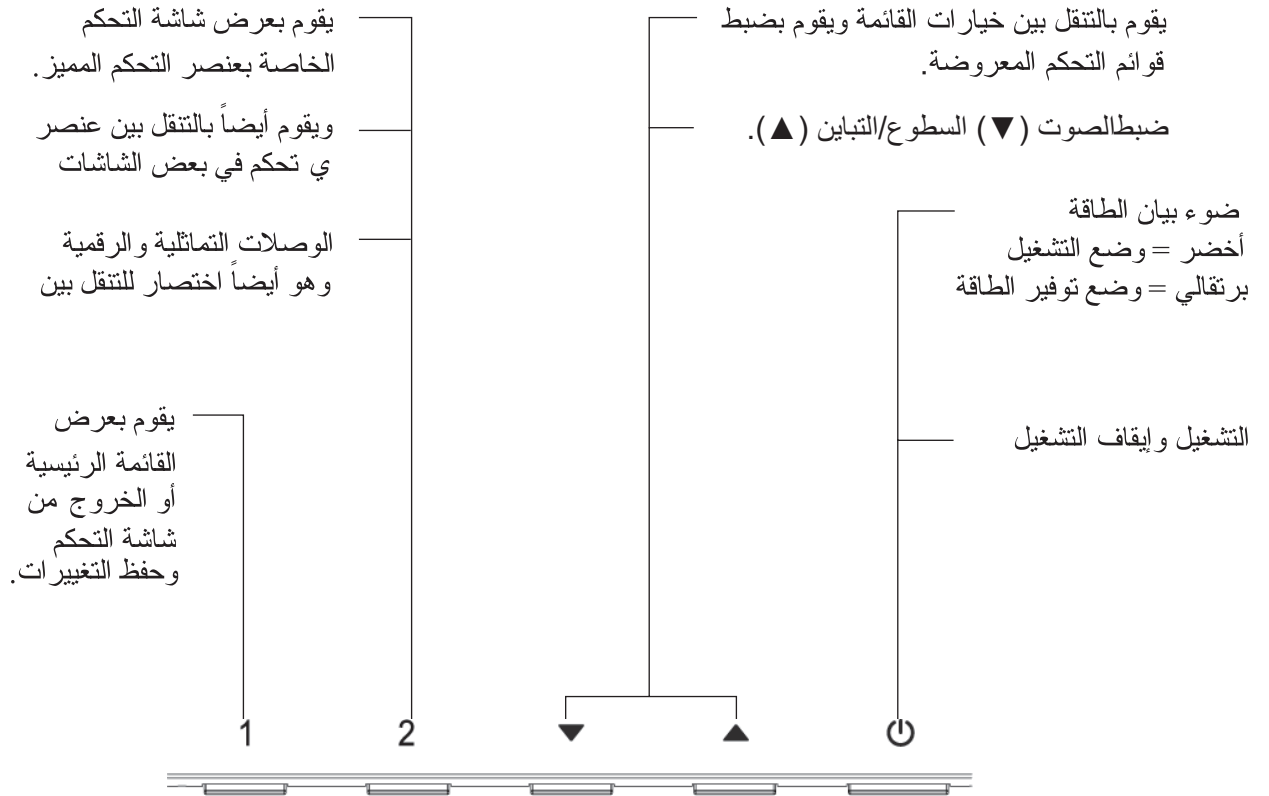 يقوم بالتنقل بين خيارات القائمة ويقوم بضبط
قوائم التحكم المعروضة.
ضبطالصوت (▼) السطوع/التباين (▲).
ضوء بيان الطاقة
أخضر = وضع التشغيل
برتقالي = وضع توفير الطاقة
التشغيل وإيقاف التشغيل
يقوم بعرض شاشة التحكم
الخاصة بعنصر التحكم المميز.
ويقوم أيضاً بالتنقل بين عنصر
ي تحكم في بعض الشاشات
الوصلات التماثلية والرقمية
وهو أيضاً اختصار للتنقل بين
يقوم بعرض
القائمة الرئيسية
أو الخروج من
شاشة التحكم
وحفظ التغييرات.
1 2 ▼ ▲ ⏻